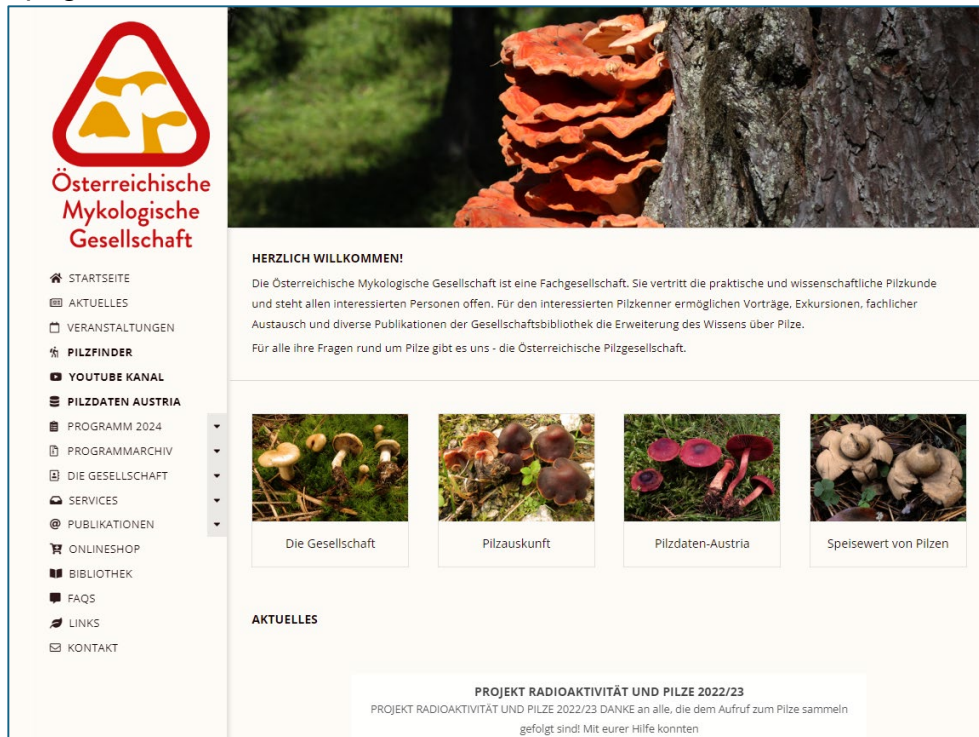 Österreichische
Mykologische
Gesellschaft
STARTSEITE
AKTUELLES
VERANSTALTUNGEN
PILZFINDER
YOUTUBE KANAL
PILZDATEN AUSTRIA
PROGRAMM 2024
PROGRAMMARCHIV
DIE GESELLSCHAFT
SERVICES
PUBLIKATIONEN
ONLINESHOP
BIBLIOTHEK
FAQS
LINKS
KONTAKT
HERZLICH WILLKOMMEN!
Die Österreichische Mykologische Gesellschaft ist eine Fachgesellschaft. Sie vertritt die praktische und wissenschaftliche Pilzkunde
und steht allen interessierten Personen offen. Für den interessierten Pilzkenner ermöglichen Vorträge, Exkursionen, fachlicher
Austausch und diverse Publikationen der Gesellschaftsbibliothek die Erweiterung des Wissens über Pilze.
Für alle ihre Fragen rund um Pilze gibt es uns - die Österreichische Pilzgesellschaft.
Die Gesellschaft
Pilzauskunft
Pilzdaten-Austria
Speisewert von Pilzen
AKTUELLES
PROJEKT RADIOAKTIVITÄT UND PILZE 2022/23
PROJEKT RADIOAKTIVITÄT UND PILZE 2022/23 DANKE an alle, die dem Aufruf zum Pilze sammeln
gefolgt sind! Mit eurer Hilfe konnten